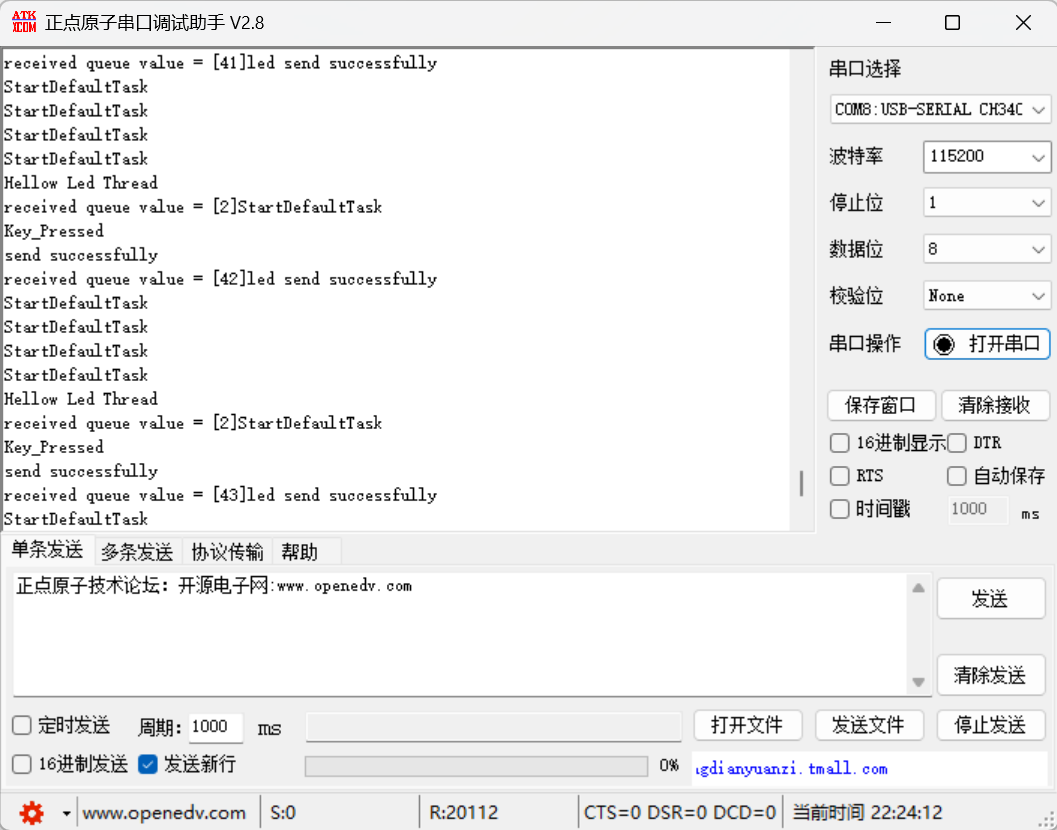 ATK
XCOM
正点原子串口调试助手 V2.8
received queue value = [41]led send successfully
StartDefaultTask
StartDefaultTask
StartDefaultTask
StartDefaultTask
Hellow Led Thread
received queue value = [2]StartDefaultTask
Key_Pressed
send successfully
received queue value = [42]led send successfully
StartDefaultTask
StartDefaultTask
StartDefaultTask
StartDefaultTask
Hellow Led Thread
received queue value = [2]StartDefaultTask
Key_Pressed
send successfully
received queue value = [43]led send successfully
StartDefaultTask
串口选择
COM8:USB-SERIAL CH34
波特率 115200
停止位 1
数据位 8
校验位 None
串口操作 打开串口
保存窗口 清除接收
16进制显示 DTR
RTS 自动保存
时间戳 1000 ms
单条发送 多条发送 协议传输 帮助
正点原子技术论坛：开源电子网:www.openedv.com
发送
清除发送
定时发送 周期: 1000 ms 打开文件 发送文件 停止发送
16进制发送 发送新行 0% gdianyuanzi.tmall.com
www.openedv.com S:0 R:20112 CTS=0 DSR=0 DCD=0 当前时间 22:24:12